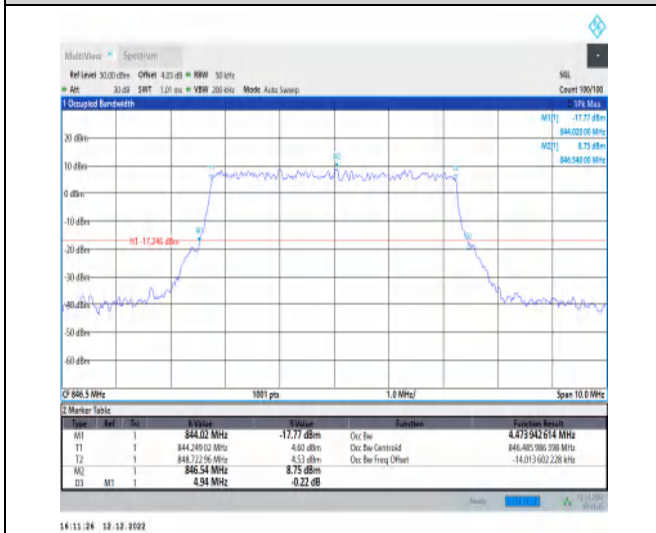 MultiView Spectrum
Ref Level 30.00 dBm Offset 4.03 dB RBW 50 kHz SGL
Att 30 dB SWT 1.01 ms VBW 200 kHz Mode Auto Sweep Count 100/100
1 Occupied Bandwidth 1Pk Max
M1[1] -17.77 dBm
844.020 00 MHz
M2[1] 8.75 dBm
846.540 00 MHz
20 dBm
10 dBm
0 dBm
-10 dBm
M1
H1 -17.246 dBm
-20 dBm
-30 dBm
-40 dBm
-50 dBm
-60 dBm
CF 846.5 MHz 1001 pts 1.0 MHz/ Span 10.0 MHz
2 Marker Table
Type Ref Trc X-Value Y-Value Function Function Result
M1 1 844.02 MHz -17.77 dBm Occ Bw 4.473 942 614 MHz
T1 1 844.249 02 MHz 4.60 dBm Occ Bw Centroid 846.485 986 398 MHz
T2 1 848.722 96 MHz 4.53 dBm Occ Bw Freq Offset -14.013 602 228 kHz
M2 1 846.54 MHz 8.75 dBm
D3 M1 1 4.94 MHz -0.22 dB
Ready
16:11:26 12.12.2022